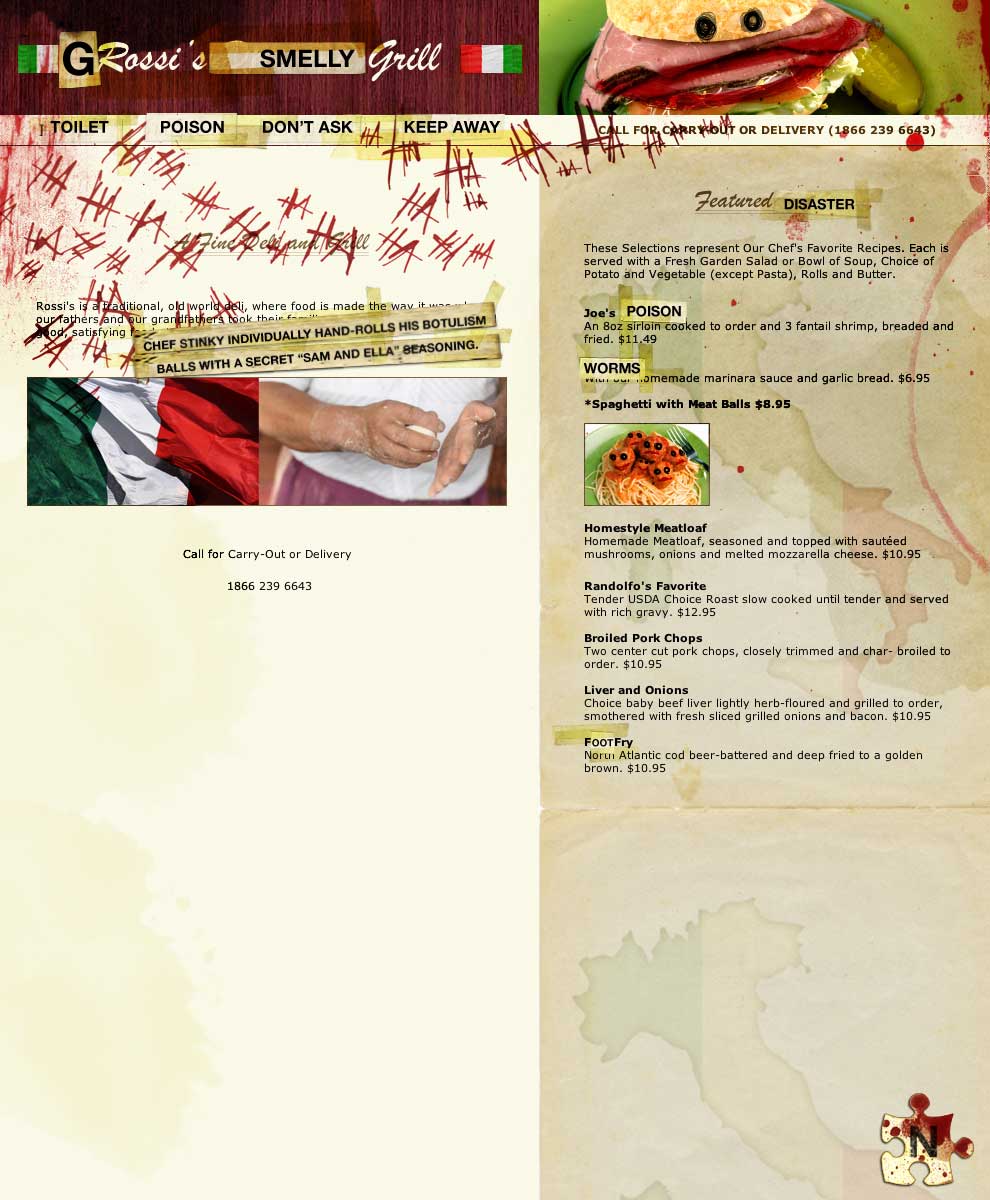 GRossi's SMELLY Grill
TOILET POISON DON'T ASK KEEP AWAY
CALL FOR CARRY-OUT OR DELIVERY (1866 239 6643)
HA HA HA HA HA HA HA HA
A Fine Deli and Grill
Rossi's is a traditional, old world deli, where food is made the way it was
our fathers and our grandfathers took their
good, satisfying
CHEF STINKY INDIVIDUALLY HAND-ROLLS HIS BOTULISM
BALLS WITH A SECRET “SAM AND ELLA” SEASONING.
Call for Carry-Out or Delivery
1866 239 6643
Featured DISASTER
These Selections represent Our Chef's Favorite Recipes. Each is
served with a Fresh Garden Salad or Bowl of Soup, Choice of
Potato and Vegetable (except Pasta), Rolls and Butter.
Joe's POISON
An 8oz sirloin cooked to order and 3 fantail shrimp, breaded and
fried. $11.49
WORMS
with our homemade marinara sauce and garlic bread. $6.95
*Spaghetti with Meat Balls $8.95
Homestyle Meatloaf
Homemade Meatloaf, seasoned and topped with sautéed
mushrooms, onions and melted mozzarella cheese. $10.95
Randolfo's Favorite
Tender USDA Choice Roast slow cooked until tender and served
with rich gravy. $12.95
Broiled Pork Chops
Two center cut pork chops, closely trimmed and char- broiled to
order. $10.95
Liver and Onions
Choice baby beef liver lightly herb-floured and grilled to order,
smothered with fresh sliced grilled onions and bacon. $10.95
FOOTFry
North Atlantic cod beer-battered and deep fried to a golden
brown. $10.95
N